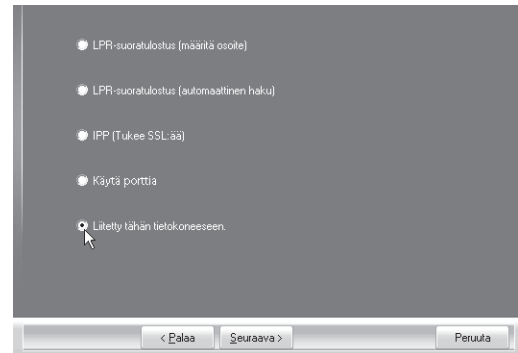 LPR-suoratulostus (määritä osoite)
LPR-suoratulostus (automaattinen haku)
IPP (Tukee SSL:ää)
Käytä porttia
Liitetty tähän tietokoneeseen.
< Palaa Seuraava > Peruuta